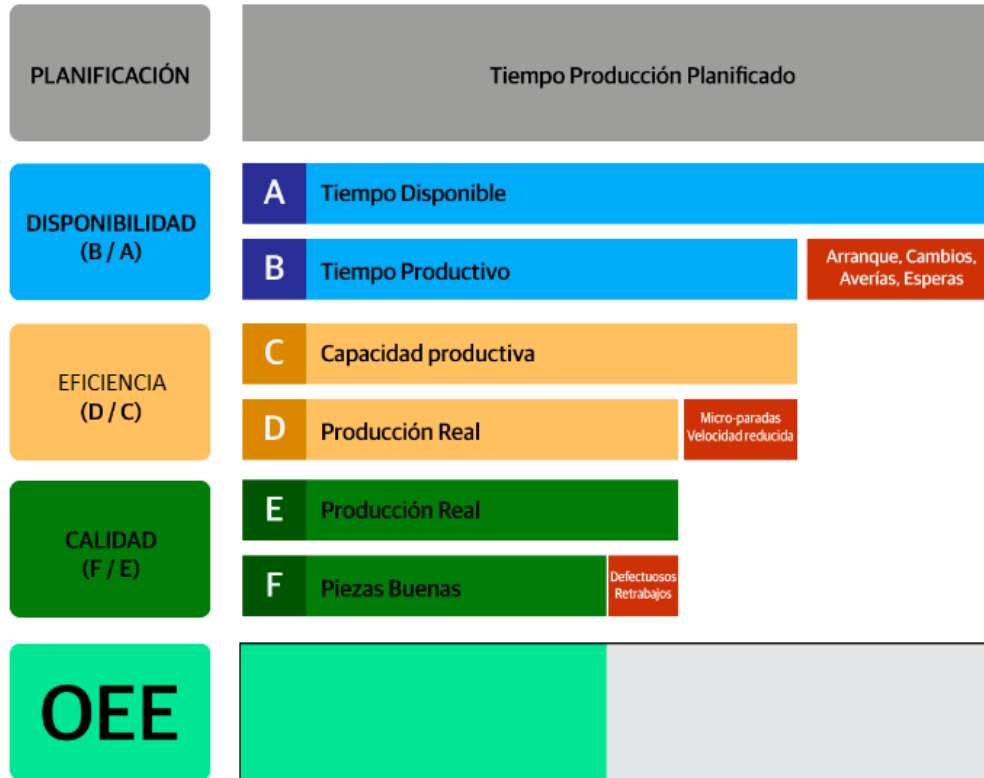 PLANIFICACIÓN
Tiempo Producción Planificado
DISPONIBILIDAD
(B / A)
A
Tiempo Disponible
B
Tiempo Productivo
Arranque, Cambios,
Averías, Esperas
EFICIENCIA
(D / C)
C
Capacidad productiva
D
Producción Real
Micro-paradas
Velocidad reducida
CALIDAD
(F / E)
E
Producción Real
F
Piezas Buenas
Defectuosos
Retrabajos
OEE